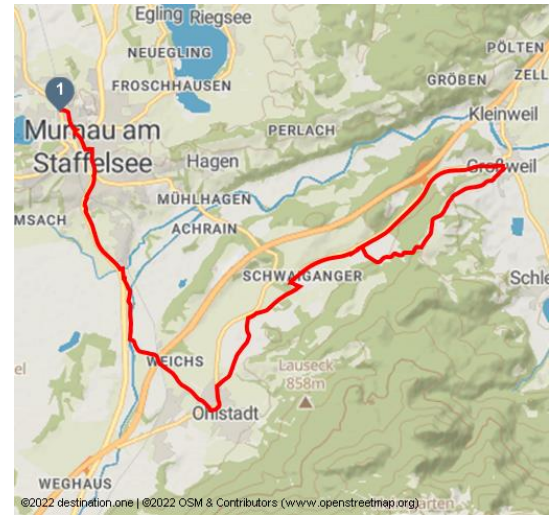 Egling
Riegsee
NEUEGLING
FROSCHHAUSEN
1
Murnau am
Staffelsee
Hagen
PERLACH
GRÖBEN
PÖLTEN
ZELL
Kleinweil
Großweil
MÜHLHAGEN
ACHRAIN
MSACH
SCHWAIGANGER
Schle
WEICHS
Lauseck
858m
Ohlstadt
WEGHAUS
©2022 destination.one | ©2022 OSM & Contributors (www.openstreetmap.org)